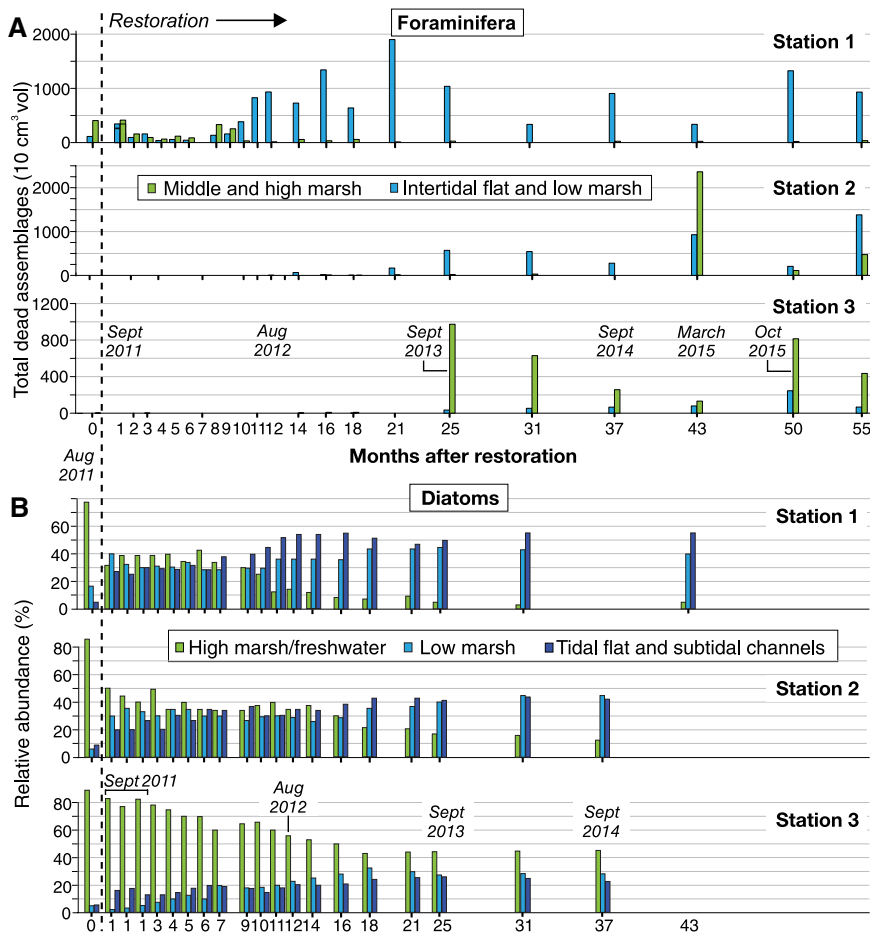 A
Restoration
Foraminifera
Station 1
2000
1000
0
Total dead assemblages (10 cm³ vol)
Station 2
Middle and high marsh
Intertidal flat and low marsh
2000
1000
0
Station 3
1200
800
400
0
Sept
2011
Aug
2012
Sept
2013
Sept
2014
March
2015
Oct
2015
0 1 2 3 4 5 6 7 8 9 10 11 12 14 16 18 21 25 31 37 43 50 55
Aug
2011
Months after restoration
B
Diatoms
Station 1
60
40
20
0
Relative abundance (%)
High marsh/freshwater
Low marsh
Tidal flat and subtidal channels
80
60
40
20
0
Station 2
Sept 2011
Aug
2012
Sept
2013
Sept
2014
Station 3
80
60
40
20
0
0 1 1 1 3 4 5 6 7 9 10 11 12 14 16 18 21 25 31 37 43